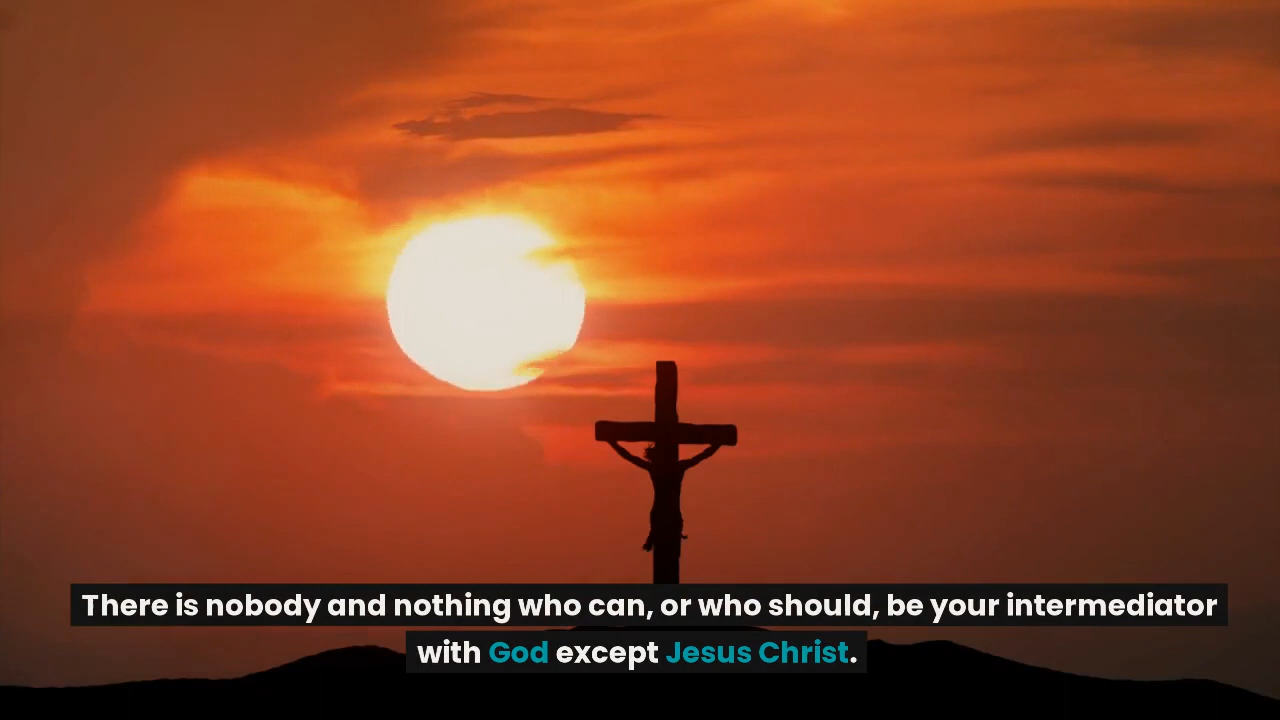 There is nobody and nothing who can, or who should, be your intermediator
with God except Jesus Christ.